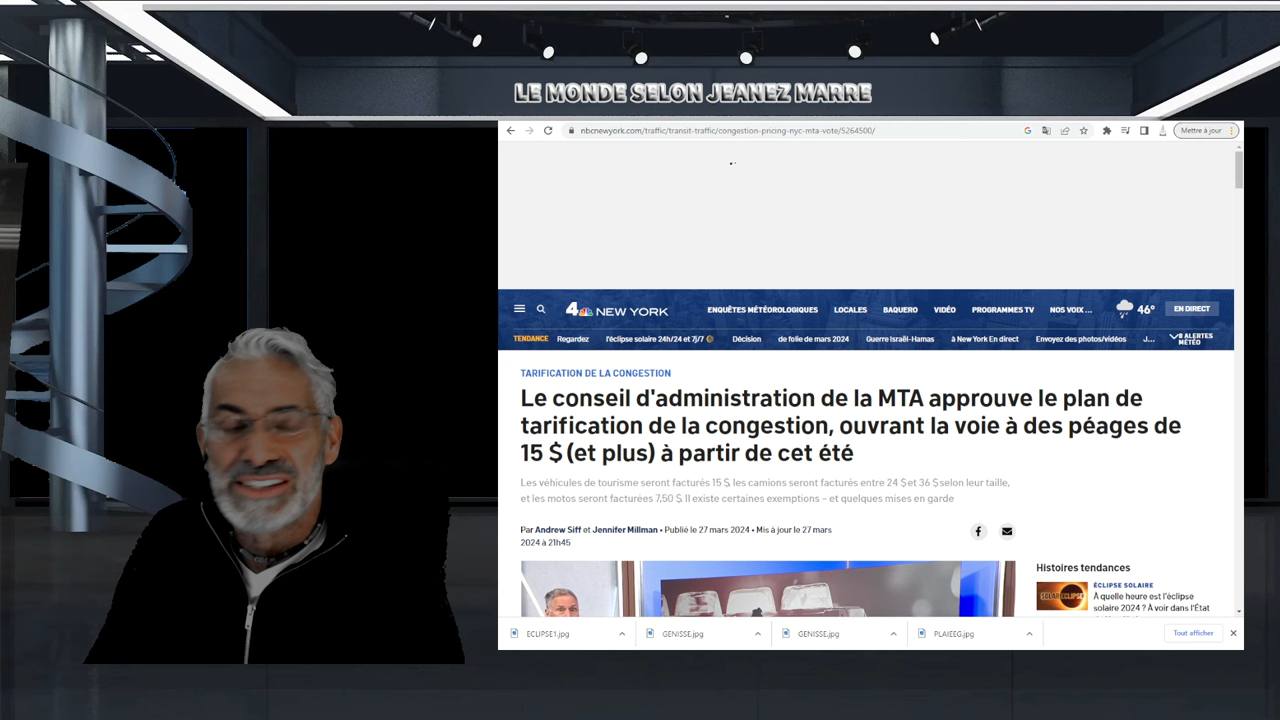 LE MONDE SELON JEANEZ MARRE
nbcnewyork.com/traffic/transit-traffic/congestion-pricing-nyc-mta-vote/5264500/
Mettre à jour
4 NEW YORK
ENQUÊTES MÉTÉOROLOGIQUES LOCALES BAQUERO VIDÉO PROGRAMMES TV NOS VOIX ... 46° EN DIRECT
TENDANCE Regardez l'éclipse solaire 24h/24 et 7j/7 Décision de folie de mars 2024 Guerre Israël-Hamas à New York En direct Envoyez des photos/vidéos J... 8 ALERTES
MÉTÉO
TARIFICATION DE LA CONGESTION
Le conseil d'administration de la MTA approuve le plan de
tarification de la congestion, ouvrant la voie à des péages de
15 $ (et plus) à partir de cet été
Les véhicules de tourisme seront facturés 15 $, les camions seront facturés entre 24 $ et 36 $ selon leur taille,
et les motos seront facturées 7,50 $. Il existe certaines exemptions – et quelques mises en garde
Par Andrew Siff et Jennifer Millman • Publié le 27 mars 2024 • Mis à jour le 27 mars
2024 à 21h45
Histoires tendances
SOLAR ECLIPSE
ÉCLIPSE SOLAIRE
À quelle heure est l'éclipse
solaire 2024 ? À voir dans l'État
ECLIPSE1.jpg GENISSE.jpg GENISSE.jpg PLAIEEG.jpg Tout afficher